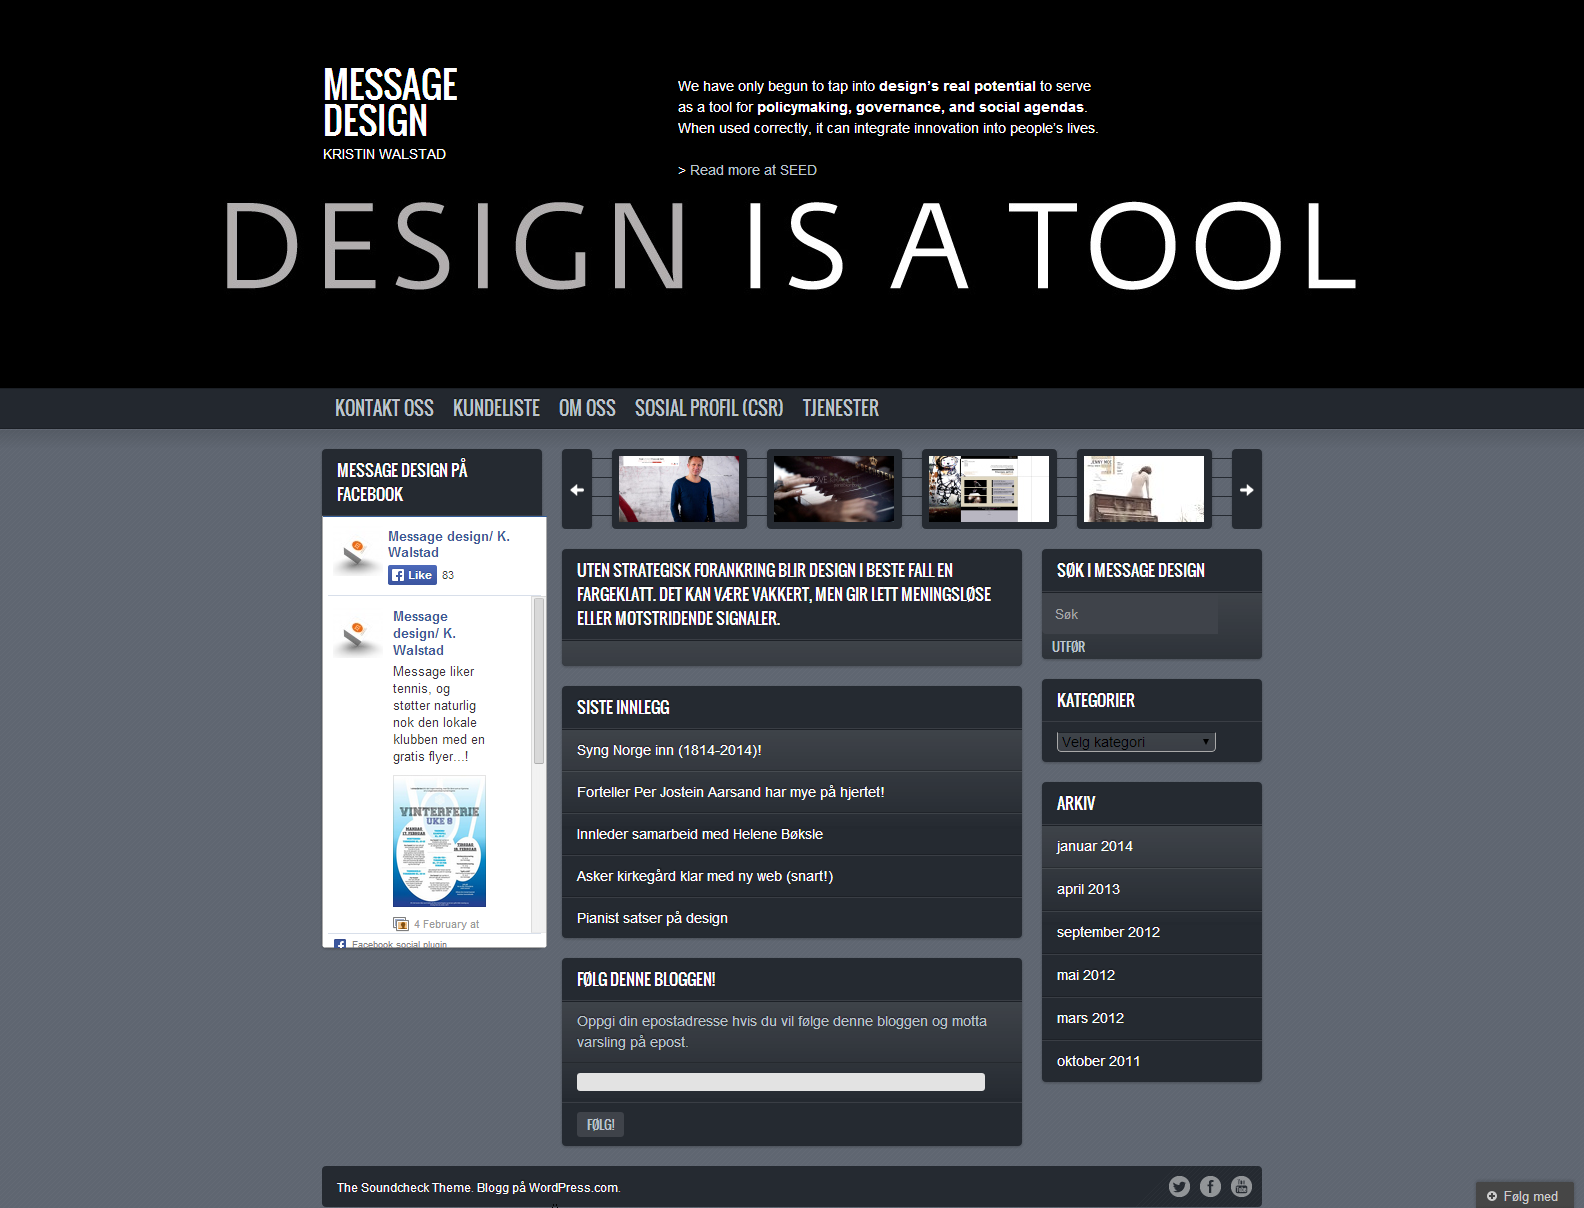 MESSAGE
DESIGN
KRISTIN WALSTAD
We have only begun to tap into design's real potential to serve
as a tool for policymaking, governance, and social agendas.
When used correctly, it can integrate innovation into people's lives.
> Read more at SEED
DESIGN IS A TOOL
KONTAKT OSS KUNDELISTE OM OSS SOSIAL PROFIL (CSR) TJENESTER
MESSAGE DESIGN PÅ
FACEBOOK
Message design/ K.
Walstad
Like 83
Message
design/ K.
Walstad
Message liker
tennis, og
støtter naturlig
nok den lokale
klubben med en
gratis flyer...!
VINTERFERIE
UKE 8
4 February at
Facebook social plugin
UTEN STRATEGISK FORANKRING BLIR DESIGN I BESTE FALL EN
FARGEKLATT. DET KAN VÆRE VAKKERT, MEN GIR LETT MENINGSLØSE
ELLER MOTSTRIDENDE SIGNALER.
SISTE INNLEGG
Syng Norge inn (1814-2014)!
Forteller Per Jostein Aarsand har mye på hjertet!
Innleder samarbeid med Helene Bøksle
Asker kirkegård klar med ny web (snart!)
Pianist satser på design
FØLG DENNE BLOGGEN!
Oppgi din epostadresse hvis du vil følge denne bloggen og motta
varsling på epost.
FØLG!
SØK I MESSAGE DESIGN
Søk
UTFØR
KATEGORIER
Velg kategori
ARKIV
januar 2014
april 2013
september 2012
mai 2012
mars 2012
oktober 2011
The Soundcheck Theme. Blogg på WordPress.com.
Følg med